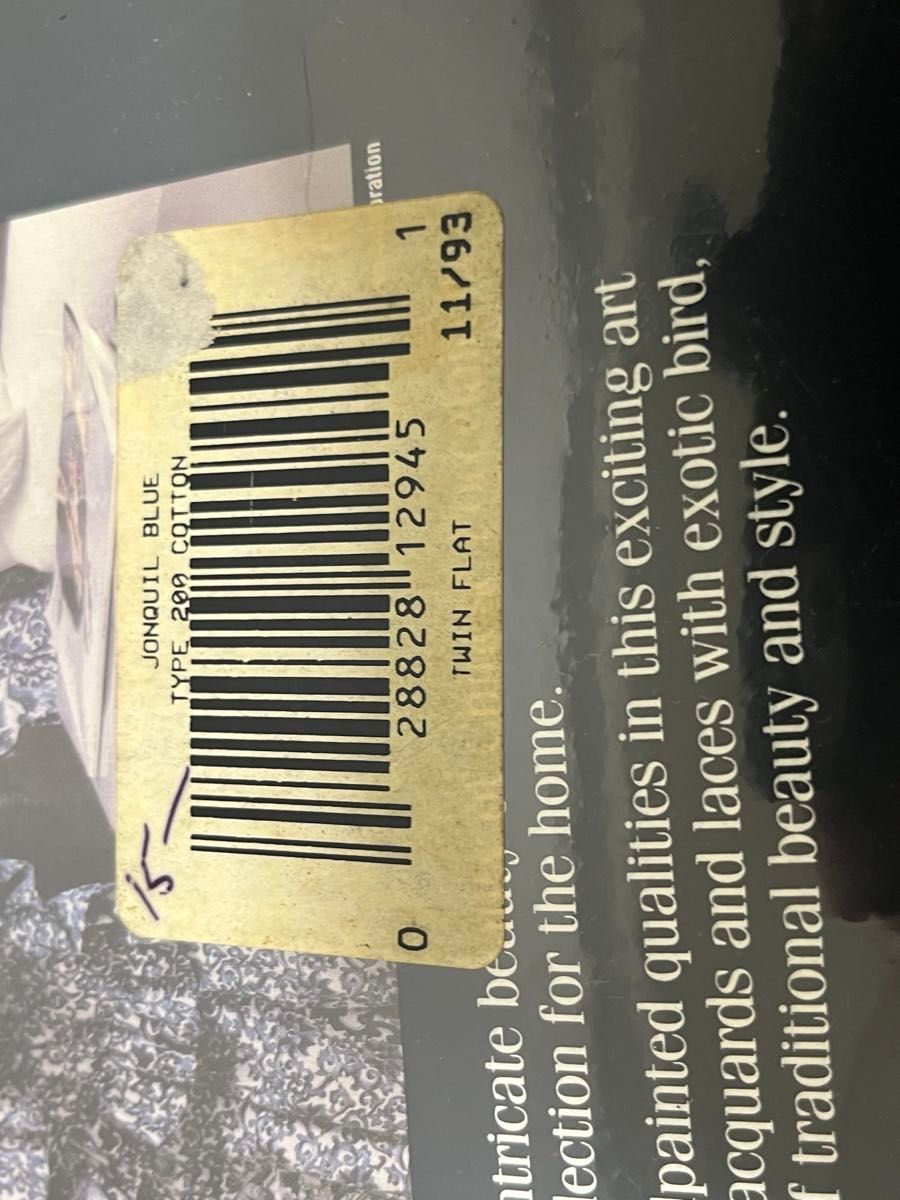 JONQUIL BLUE
TYPE 200 COTTON
15-
0 28828 12945 1
TWIN FLAT 11/93
oration
ntricate
lection for the home.
painted qualities in this exciting art
acquards and laces with exotic bird,
f traditional beauty and style.